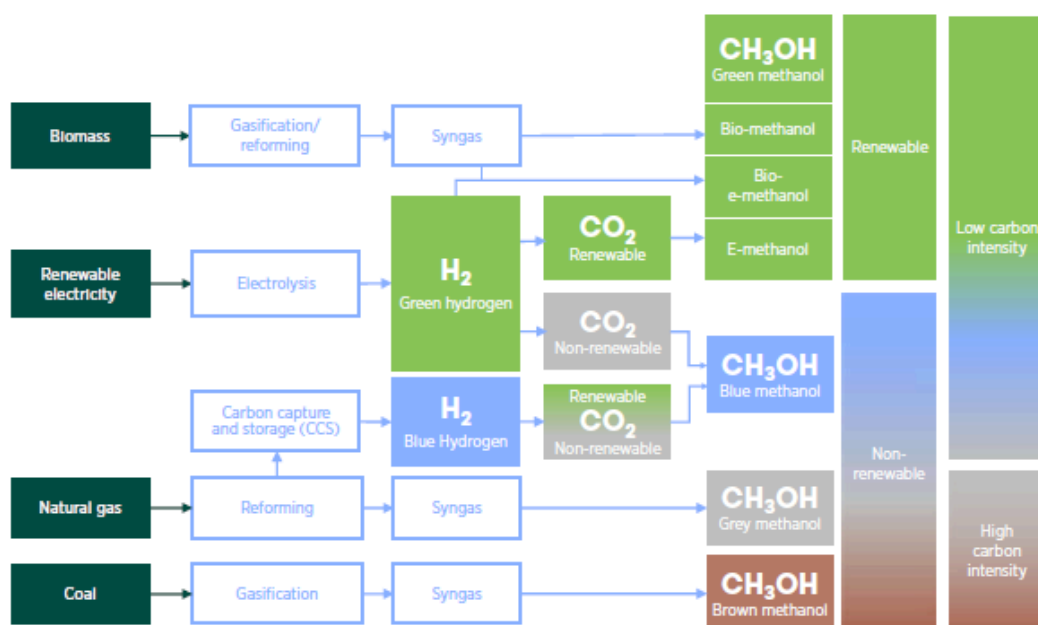 CH₃OH
Green methanol
Biomass
Gasification/
reforming
Syngas
Bio-methanol
Renewable
Bio-
e-methanol
H₂
Green hydrogen
CO₂
Renewable
E-methanol
Low carbon
intensity
Renewable
electricity
Electrolysis
CO₂
Non-renewable
CH₃OH
Blue methanol
Carbon capture
and storage (CCS)
H₂
Blue Hydrogen
Renewable
CO₂
Non-renewable
Non-
renewable
Natural gas
Reforming
Syngas
CH₃OH
Grey methanol
High
carbon
intensity
Coal
Gasification
Syngas
CH₃OH
Brown methanol